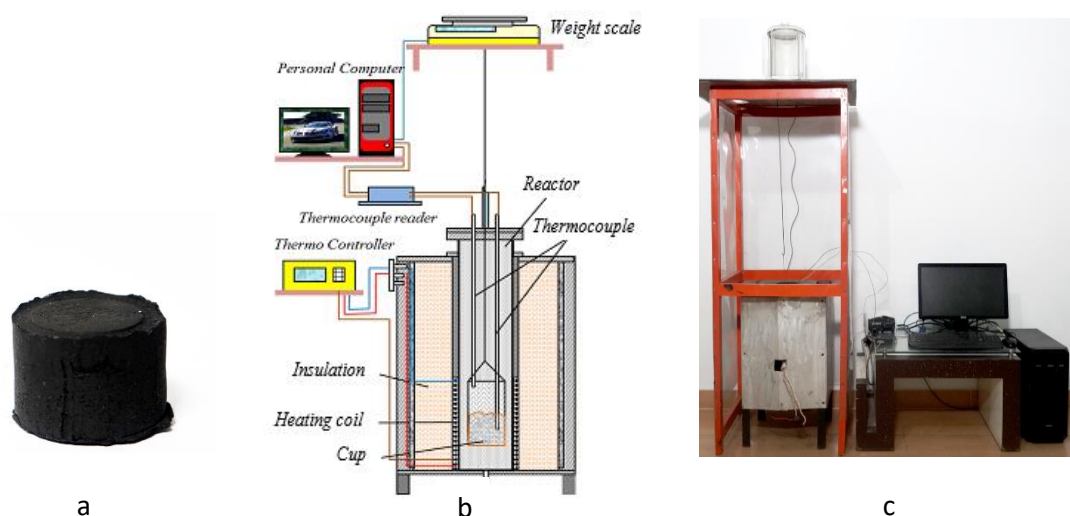 Weight scale
Personal Computer
Reactor
Thermocouple reader
Thermocouple
Thermo Controller
Insulation
Heating coil
Cup
a
b
c